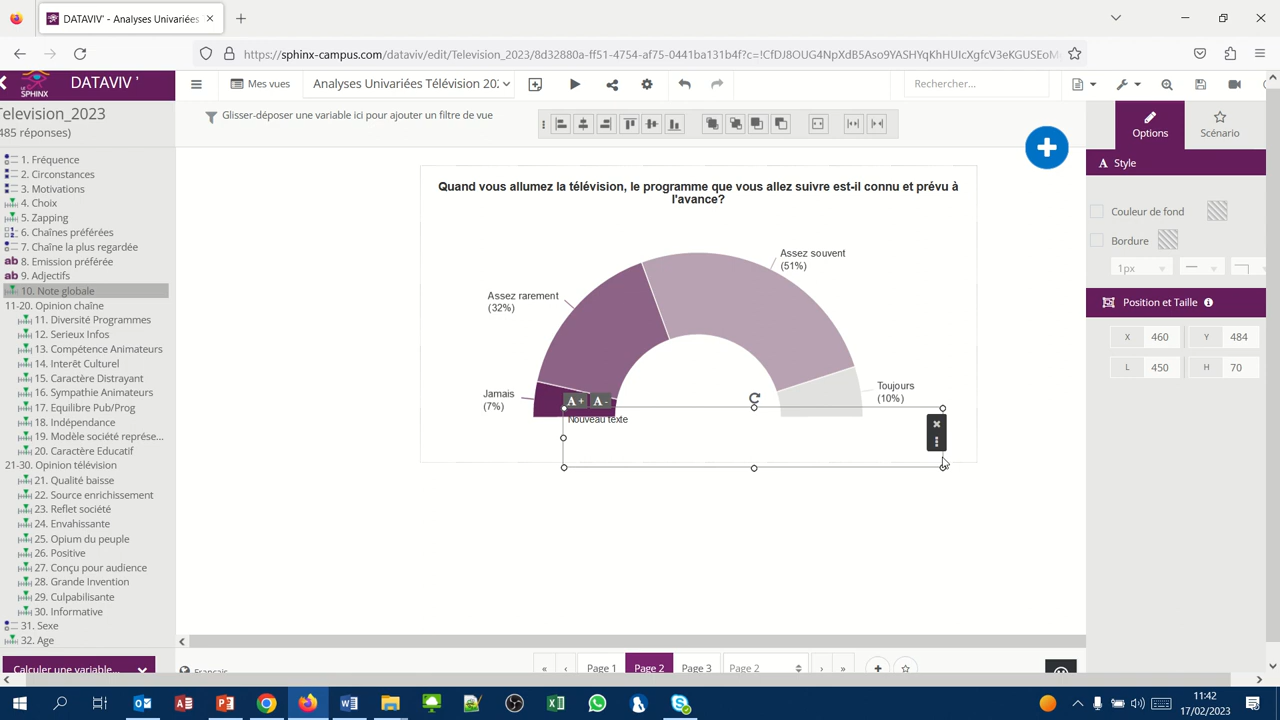 DATAVIV' - Analyses Univariées
https://sphinx-campus.com/dataviv/edit/Television_2023/8d32880a-ff51-4754-af75-0441ba131b4f?c=!CfDJ8OUG4NpXdB5Aso9YASHYqKhHUIcXgfcV3eKGUSEoM
LE SPHINX
DATAVIV '
Mes vues
Analyses Univariées Télévision 202
Rechercher...
Television_2023
485 réponses)
Glisser-déposer une variable ici pour ajouter un filtre de vue
Options
Scénario
1. Fréquence
2. Circonstances
3. Motivations
4. Choix
5. Zapping
6. Chaînes préférées
7. Chaîne la plus regardée
8. Emission préférée
9. Adjectifs
10. Note globale
11-20. Opinion chaîne
11. Diversité Programmes
12. Serieux Infos
13. Compétence Animateurs
14. Interêt Culturel
15. Caractère Distrayant
16. Sympathie Animateurs
17. Equilibre Pub/Prog
18. Indépendance
19. Modèle société représe...
20. Caractère Educatif
21-30. Opinion télévision
21. Qualité baisse
22. Source enrichissement
23. Reflet société
24. Envahissante
25. Opium du peuple
26. Positive
27. Conçu pour audience
28. Grande Invention
29. Culpabilisante
30. Informative
31. Sexe
32. Age
Calculer une variable
Quand vous allumez la télévision, le programme que vous allez suivre est-il connu et prévu à
l'avance?
Assez souvent
(51%)
Assez rarement
(32%)
Jamais
(7%)
Toujours
(10%)
A+ A-
Nouveau texte
A Style
Couleur de fond
Bordure
1px
Position et Taille
X 460 Y 484
L 450 H 70
Français
« ‹ Page 1 Page 2 Page 3 Page 2 › »
11:42
17/02/2023